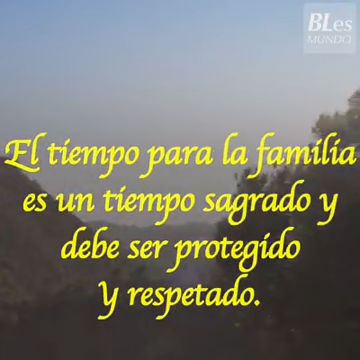 BLes
MUNDO
El tiempo para la familia
es un tiempo sagrado y
debe ser protegido
Y respetado.